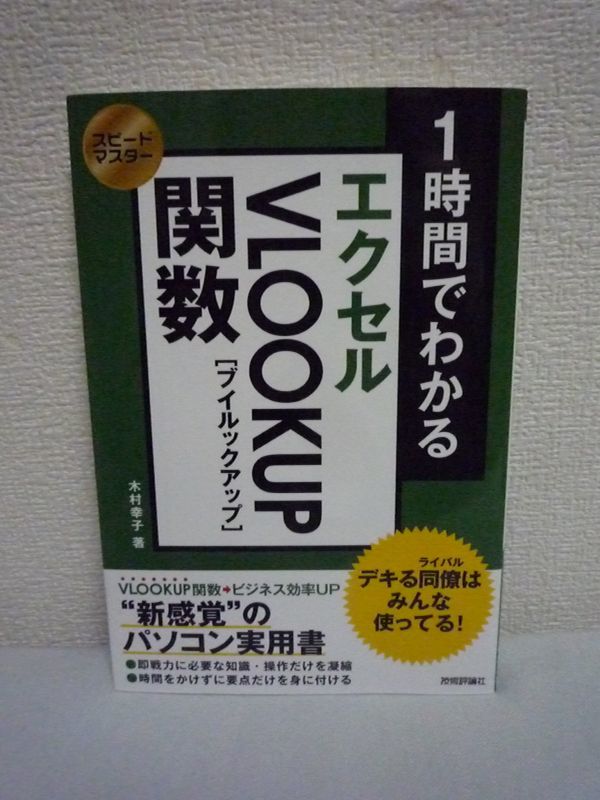 スピード
マスター
1時間でわかる
エクセル
VLOOKUP
関数
[ブイルックアップ]
木村幸子 著
VLOOKUP関数➡ビジネス効率UP
“新感覚”の
パソコン実用書
●即戦力に必要な知識・操作だけを凝縮
●時間をかけずに要点だけを身に付ける
ライバル
デキる同僚は
みんな
使ってる!
技術評論社